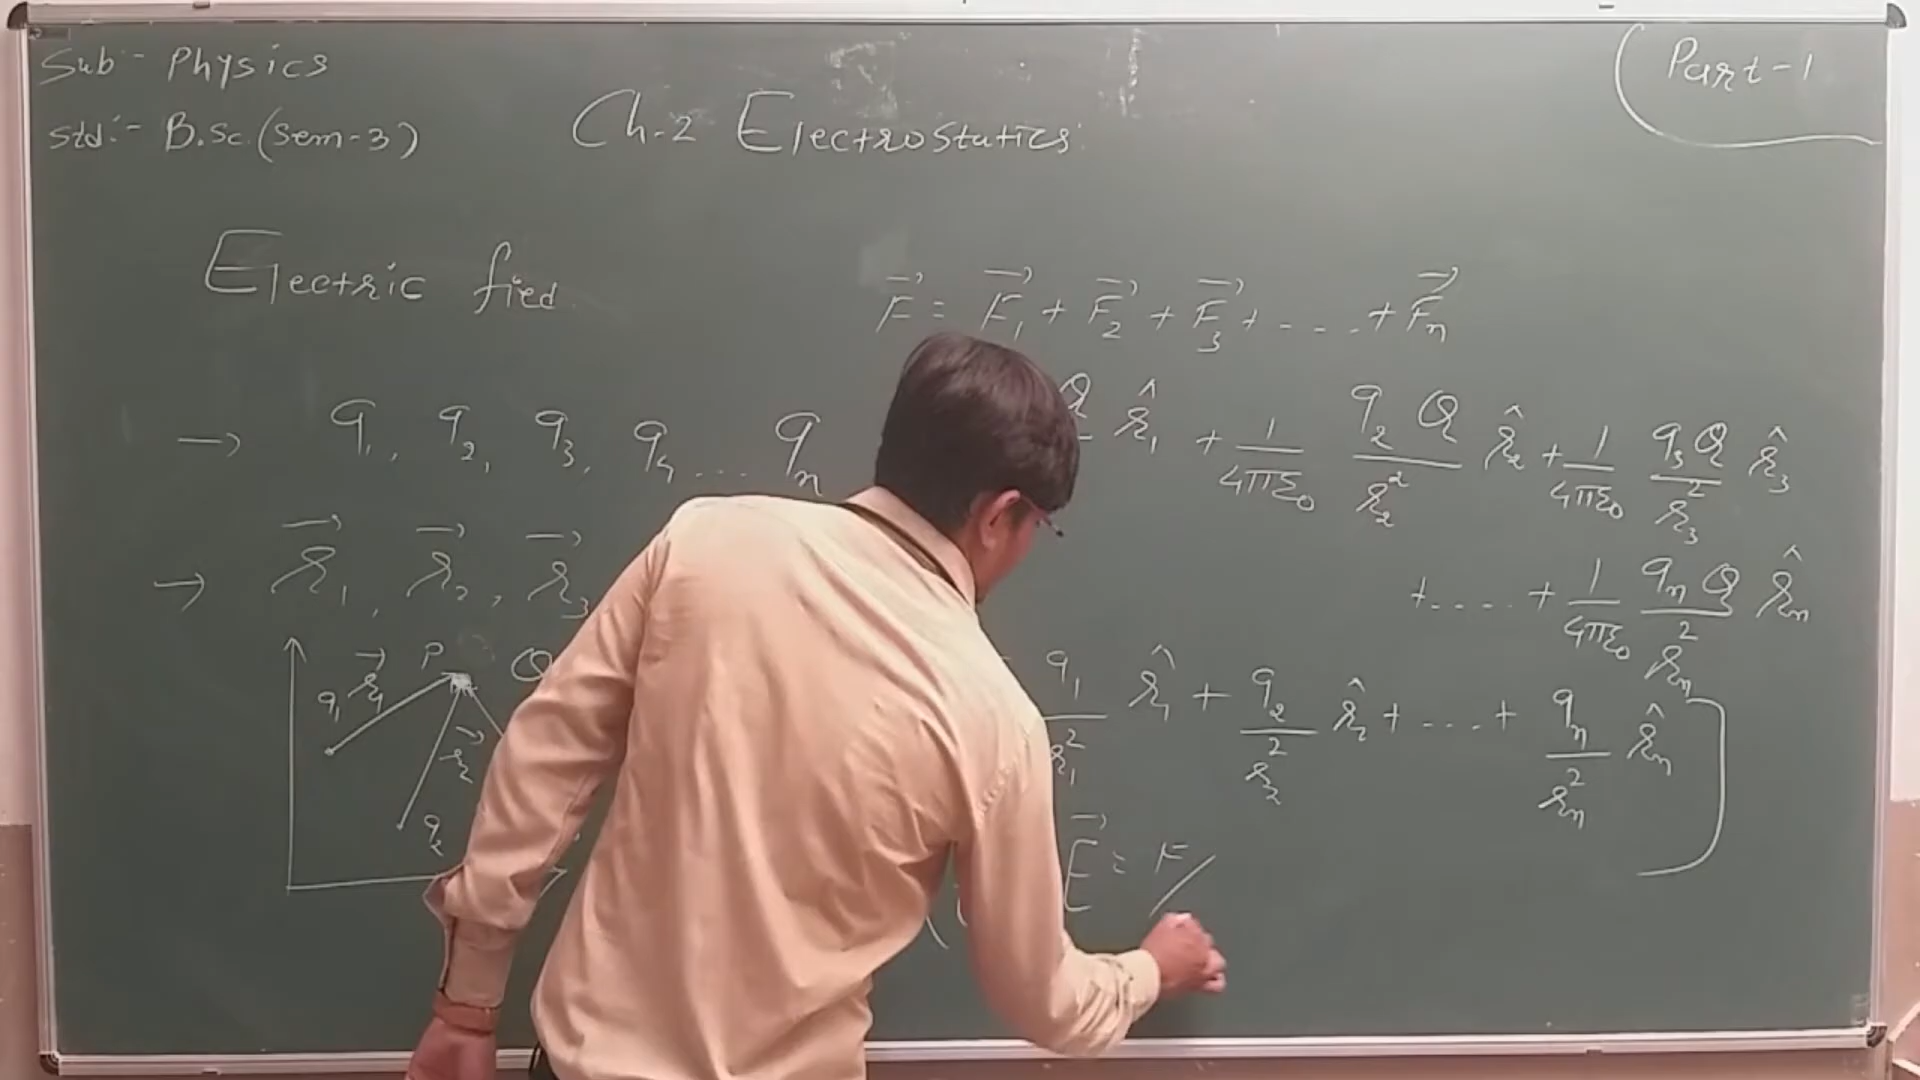 Sub - Physics
Std:- B.Sc. (Sem-3)
Part-1
Ch-2 Electrostatics
Electric fied
→ q₁, q₂, q₃, q₄ ... qₙ
→ r⃗₁, r⃗₂, r⃗₃
P
Q
q₁ r⃗₁
r⃗₂
q₂
F⃗ = F⃗₁ + F⃗₂ + F⃗₃ + .... + F⃗ₙ
Q r̂₁ + 1/4πε₀ q₂Q/r₂² r̂₂ + 1/4πε₀ q₃Q/r₃² r̂₃
+ .... + 1/4πε₀ qₙQ/rₙ² r̂ₙ
q₁/r₁² r̂₁ + q₂/r₂² r̂₂ + ... + qₙ/rₙ² r̂ₙ ]
E⃗ = F/